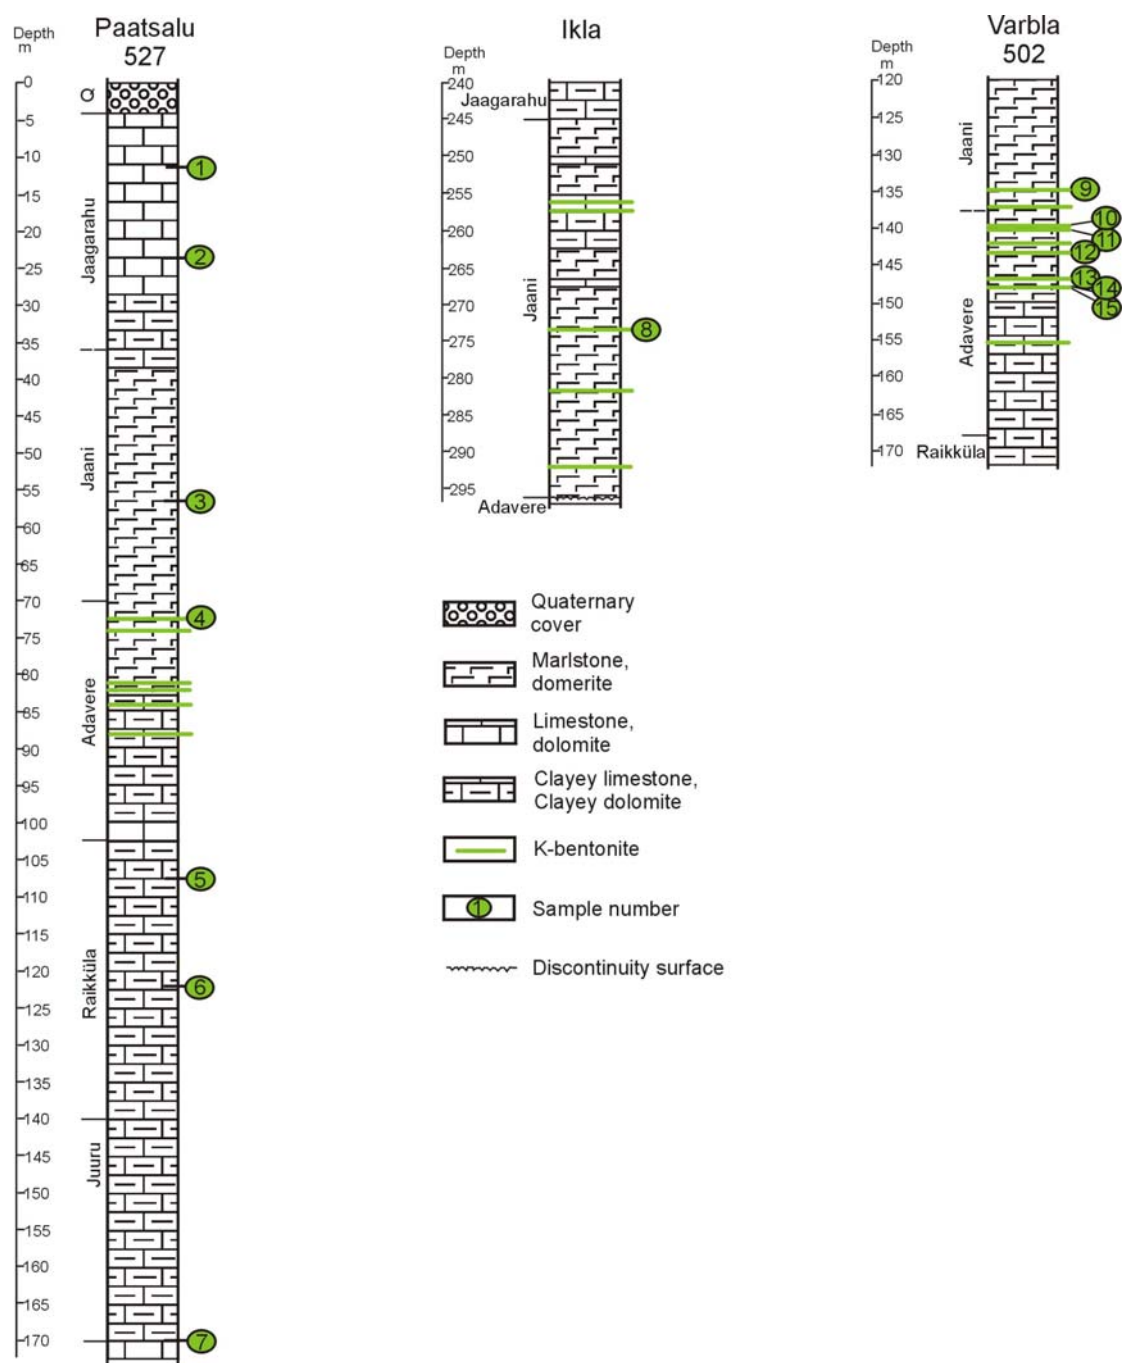 Paatsalu
527
Depth
m
0
5
10
15
20
25
30
35
40
45
50
55
60
65
70
75
80
85
90
95
100
105
110
115
120
125
130
135
140
145
150
155
160
165
170
Q
Jaagarahu
Jaani
Adavere
Raikküla
Juuru
1
2
3
4
5
6
7
Ikla
Depth
m
240
245
250
255
260
265
270
275
280
285
290
295
Jaagarahu
Jaani
Adavere
8
Varbla
502
Depth
m
120
125
130
135
140
145
150
155
160
165
170
Jaani
Adavere
Raikküla
9
10
11
12
13
14
15
Quaternary
cover
Marlstone,
domerite
Limestone,
dolomite
Clayey limestone,
Clayey dolomite
K-bentonite
1
Sample number
Discontinuity surface